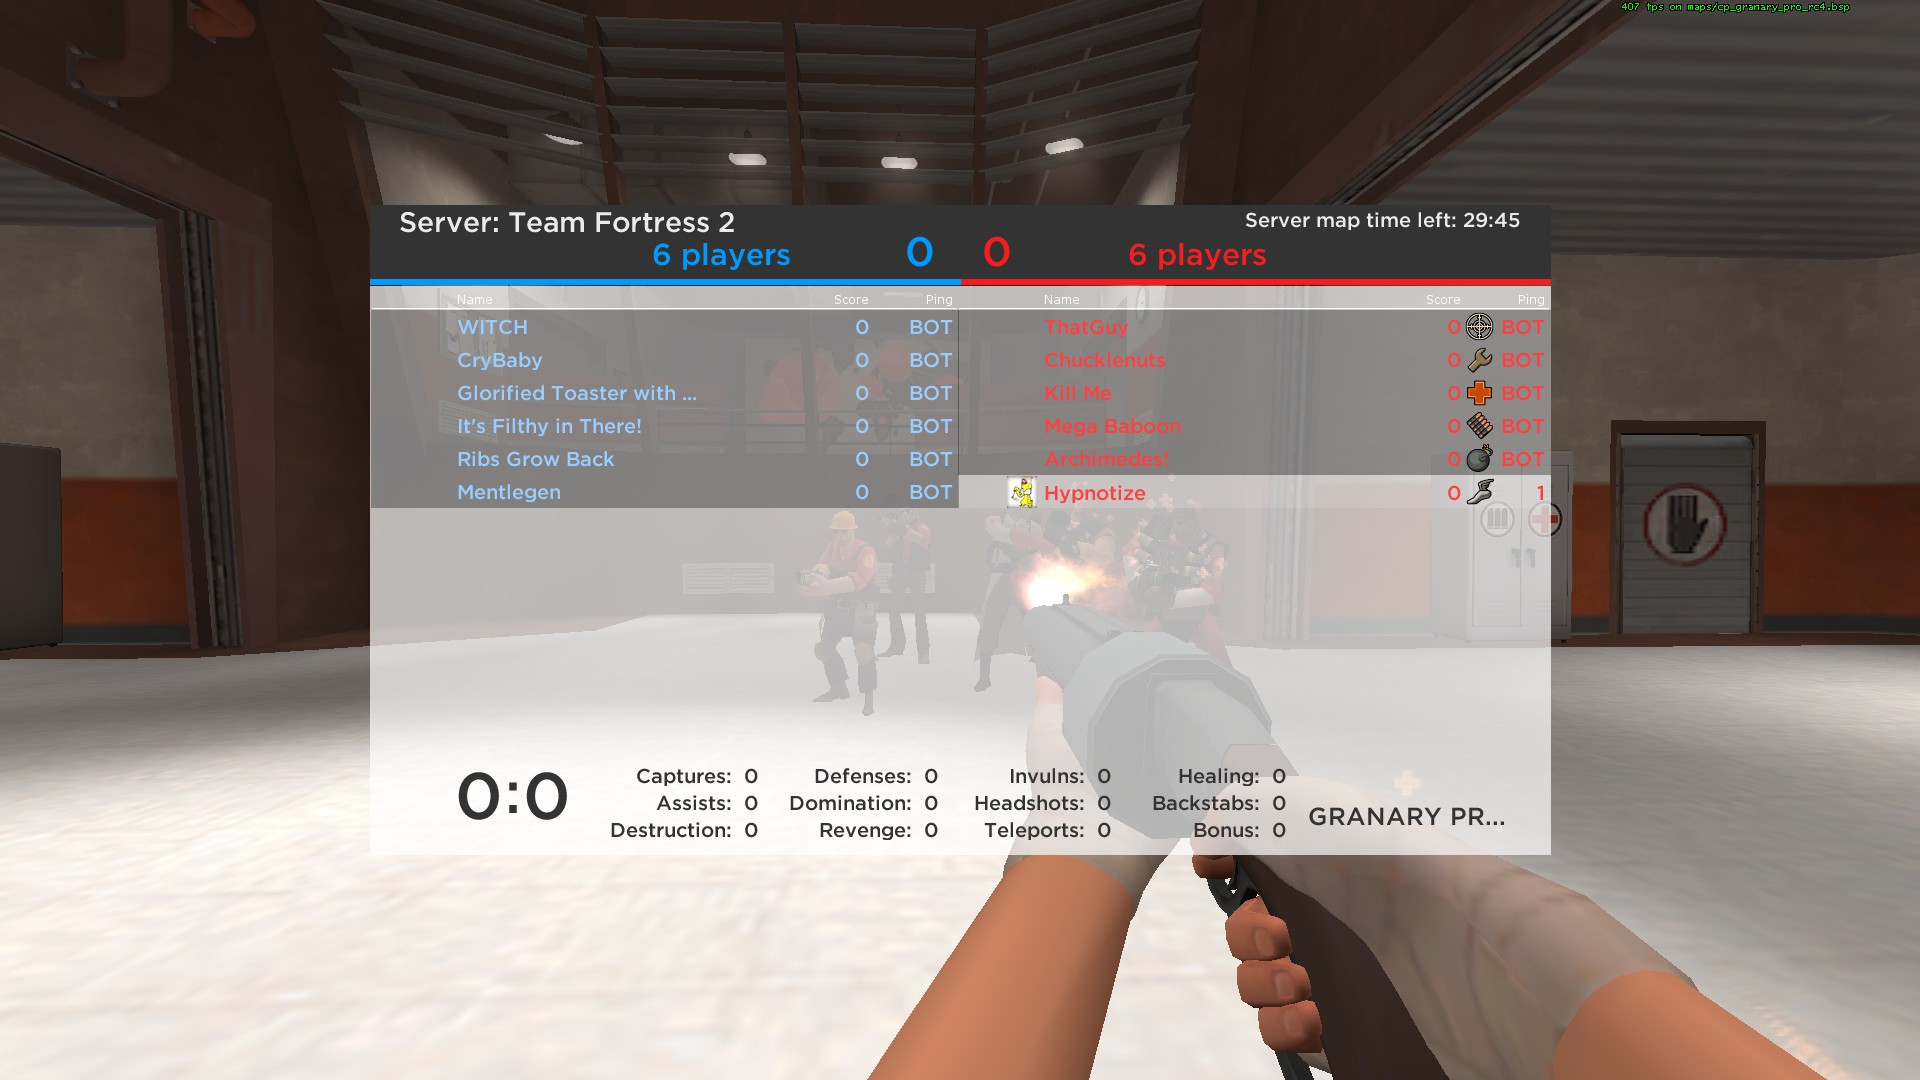 407 fps on maps/cp_granary_pro_rc4.bsp
Server: Team Fortress 2
Server map time left: 29:45
6 players 0 0 6 players
Name Score Ping Name Score Ping
WITCH 0 BOT ThatGuy 0 BOT
CryBaby 0 BOT Chucklenuts 0 BOT
Glorified Toaster with ... 0 BOT Kill Me 0 BOT
It's Filthy in There! 0 BOT Mega Baboon 0 BOT
Ribs Grow Back 0 BOT Archimedes! 0 BOT
Mentlegen 0 BOT Hypnotize 0 1
0:0
Captures: 0 Defenses: 0 Invulns: 0 Healing: 0
Assists: 0 Domination: 0 Headshots: 0 Backstabs: 0
Destruction: 0 Revenge: 0 Teleports: 0 Bonus: 0
GRANARY PR...